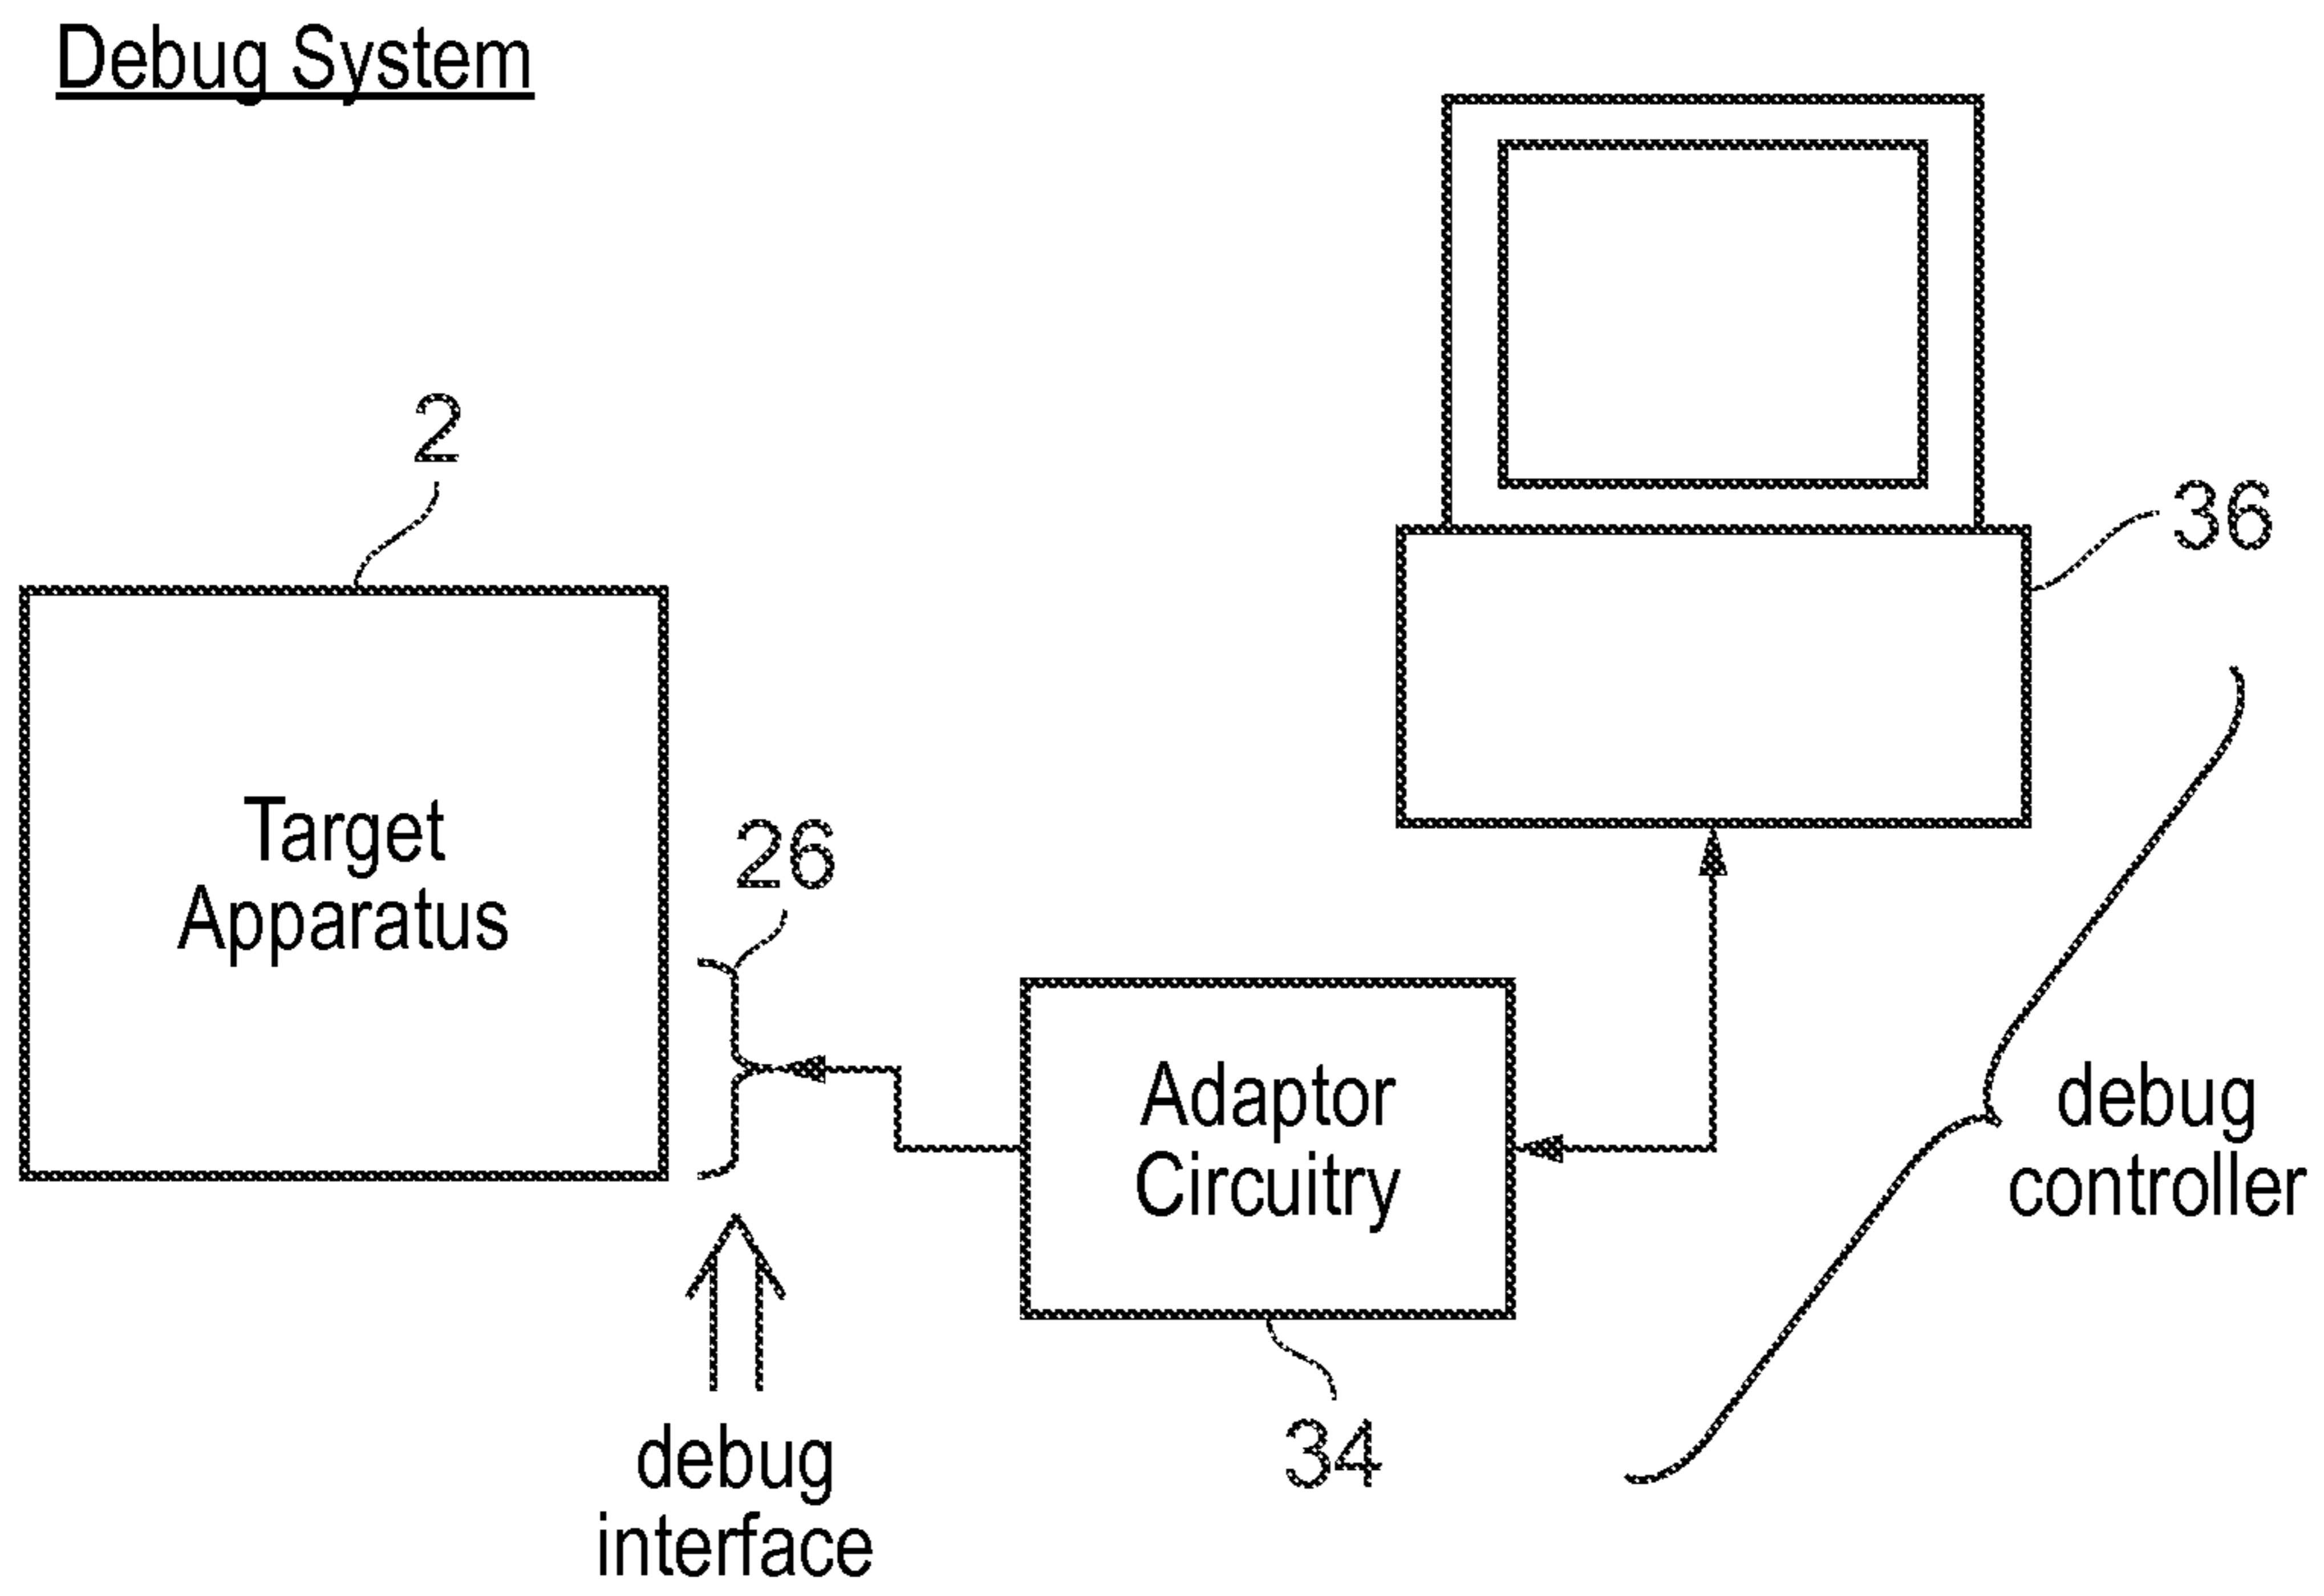 Debug System
2
36
Target
Apparatus
26
Adaptor
Circuitry
debug
controller
34
debug
interface